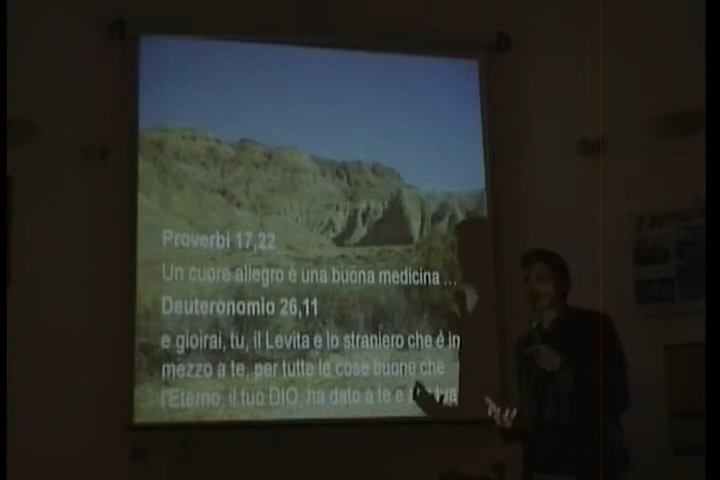 Proverbi 17,22
Un cuore allegro è una buona medicina ...
Deuteronomio 26,11
e gioirai, tu, il Levita e lo straniero che è in
mezzo a te, per tutte le cose buone che
l'Eterno, il tuo DIO, ha dato a te e